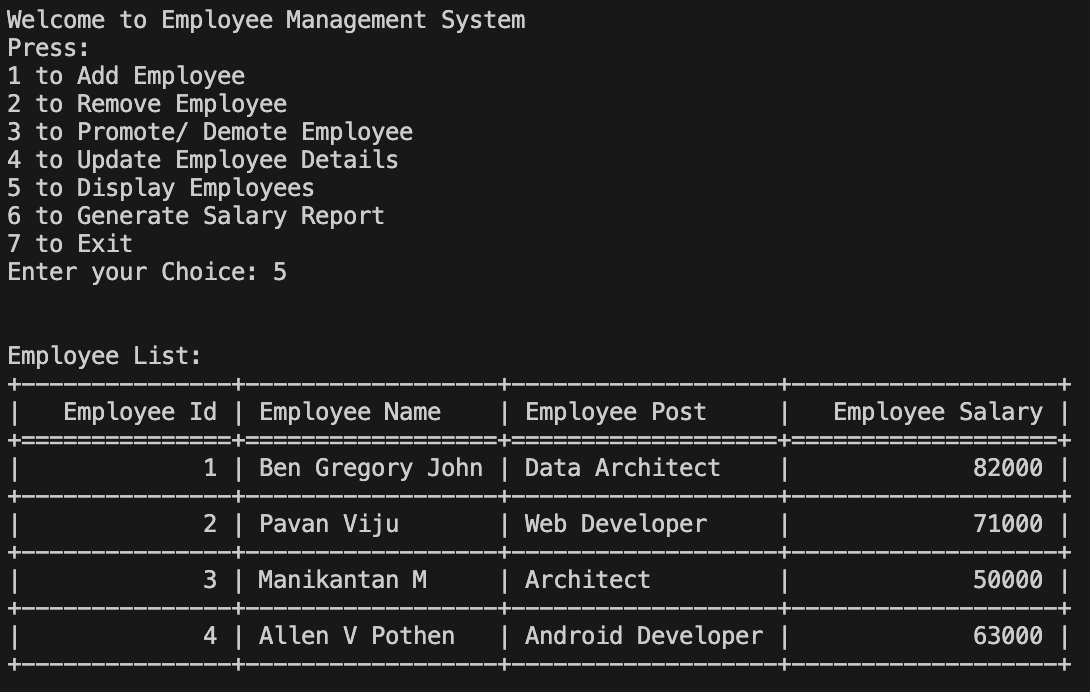 Welcome to Employee Management System
Press:
1 to Add Employee
2 to Remove Employee
3 to Promote/ Demote Employee
4 to Update Employee Details
5 to Display Employees
6 to Generate Salary Report
7 to Exit
Enter your Choice: 5
Employee List:
+---------------+------------------+-------------------+-------------------+
|   Employee Id | Employee Name    | Employee Post     |   Employee Salary |
+===============+==================+===================+===================+
|             1 | Ben Gregory John | Data Architect    |             82000 |
+---------------+------------------+-------------------+-------------------+
|             2 | Pavan Viju       | Web Developer     |             71000 |
+---------------+------------------+-------------------+-------------------+
|             3 | Manikantan M     | Architect         |             50000 |
+---------------+------------------+-------------------+-------------------+
|             4 | Allen V Pothen   | Android Developer |             63000 |
+---------------+------------------+-------------------+-------------------+